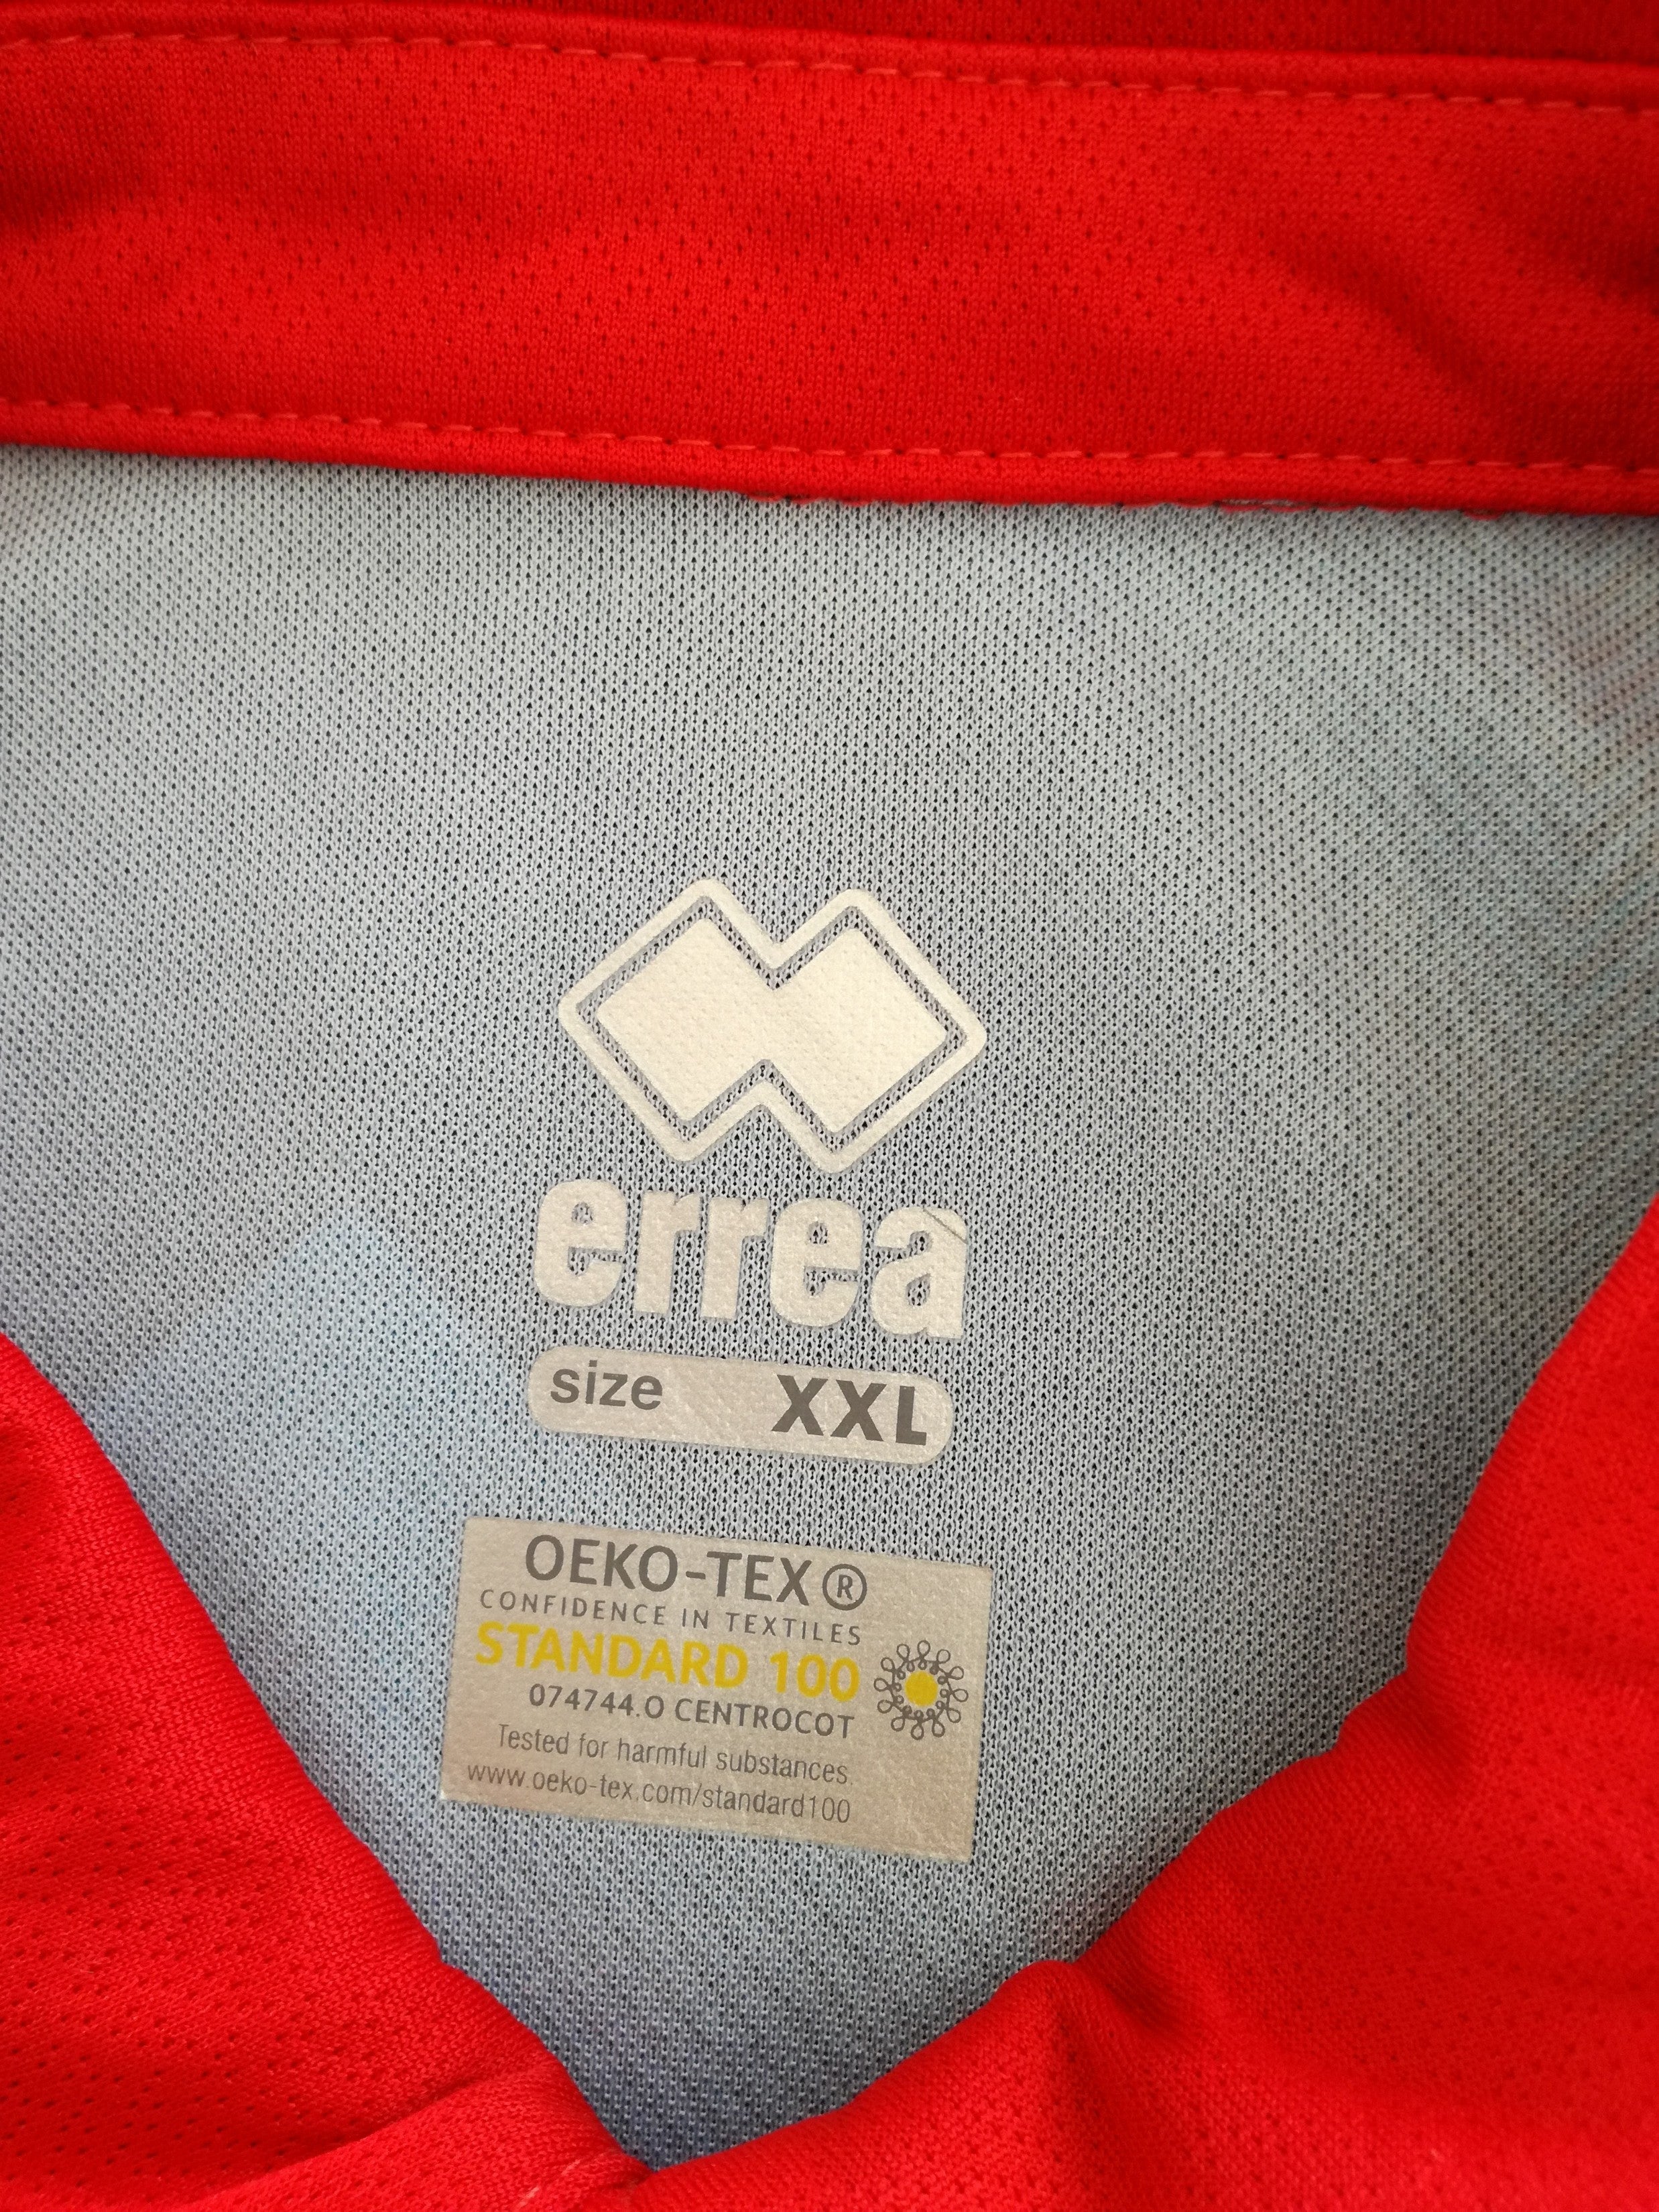 errea
size XXL
OEKO-TEX®
CONFIDENCE IN TEXTILES
STANDARD 100
074744.O CENTROCOT
Tested for harmful substances.
www.oeko-tex.com/standard100